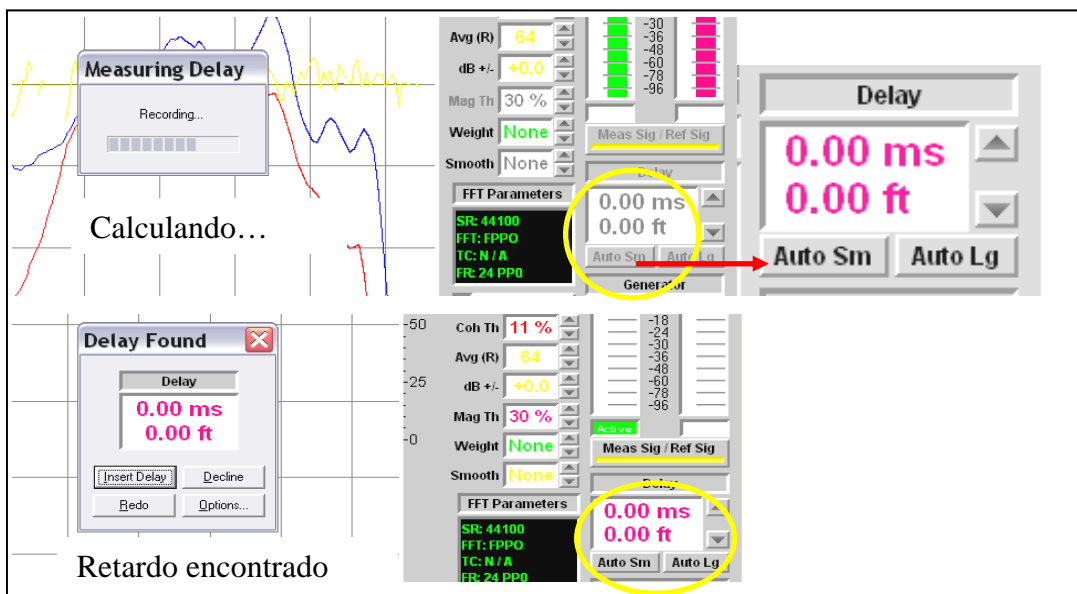 Measuring Delay
Recording...
Calculando…
Avg (R) 64
dB +/- +0.0
Mag Th 30 %
Weight None
Smooth None
FFT Parameters
SR: 44100
FFT: FPPO
TC: N / A
FR: 24 PPO
-30
-36
-48
-60
-78
-96
Meas Sig / Ref Sig
Delay
0.00 ms
0.00 ft
Auto Sm Auto Lg
Generator
Delay
0.00 ms
0.00 ft
Auto Sm Auto Lg
Delay Found
Delay
0.00 ms
0.00 ft
Insert Delay Decline
Redo Options...
Retardo encontrado
-50
-25
-0
Coh Th 11 %
Avg (R) 64
dB +/- +0.0
Mag Th 30 %
Weight None
Smooth None
FFT Parameters
SR: 44100
FFT: FPPO
TC: N / A
FR: 24 PPO
-18
-24
-30
-36
-48
-60
-78
-96
Active
Meas Sig / Ref Sig
Delay
0.00 ms
0.00 ft
Auto Sm Auto Lg